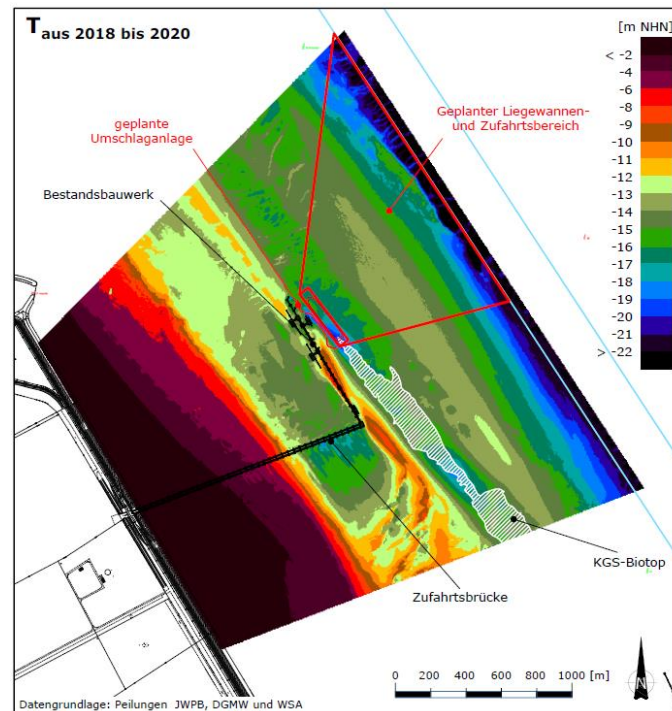 T aus 2018 bis 2020
[m NHN]
< -2
-4
-6
-8
-9
-10
-11
-12
-13
-14
-15
-16
-17
-18
-19
-20
-21
> -22
geplante
Umschlaganlage
Geplanter Liegewannen-
und Zufahrtsbereich
Bestandsbauwerk
KGS-Biotop
Zufahrtsbrücke
0 200 400 600 800 1000 [m]
N
Datengrundlage: Peilungen JWPB, DGMW und WSA